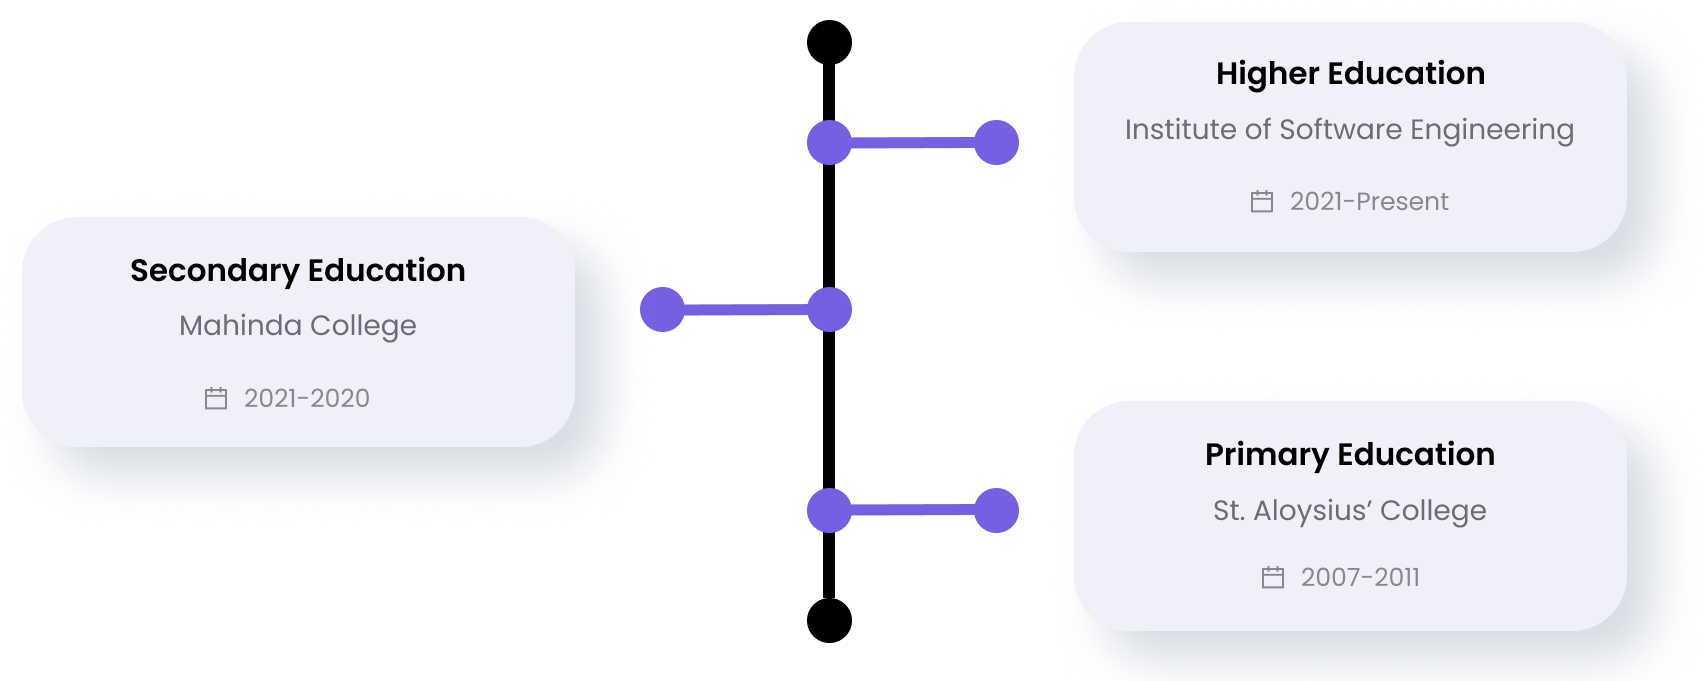 Higher Education
Institute of Software Engineering
2021-Present
Secondary Education
Mahinda College
2021-2020
Primary Education
St. Aloysius’ College
2007-2011